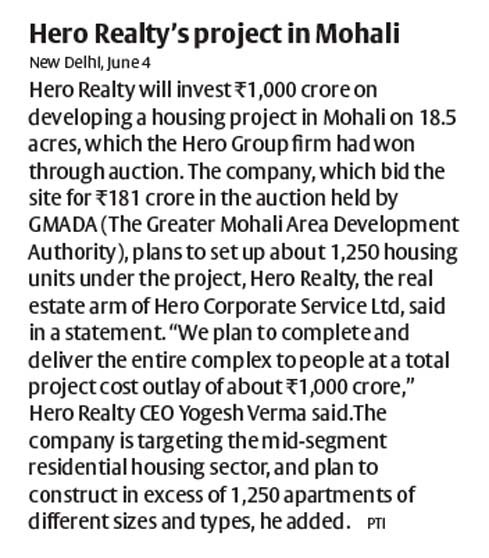 Hero Realty's project in Mohali
New Delhi, June 4
Hero Realty will invest ₹1,000 crore on
developing a housing project in Mohali on 18.5
acres, which the Hero Group firm had won
through auction. The company, which bid the
site for ₹181 crore in the auction held by
GMADA (The Greater Mohali Area Development
Authority), plans to set up about 1,250 housing
units under the project, Hero Realty, the real
estate arm of Hero Corporate Service Ltd, said
in a statement. “We plan to complete and
deliver the entire complex to people at a total
project cost outlay of about ₹1,000 crore,”
Hero Realty CEO Yogesh Verma said.The
company is targeting the mid-segment
residential housing sector, and plan to
construct in excess of 1,250 apartments of
different sizes and types, he added. PTI